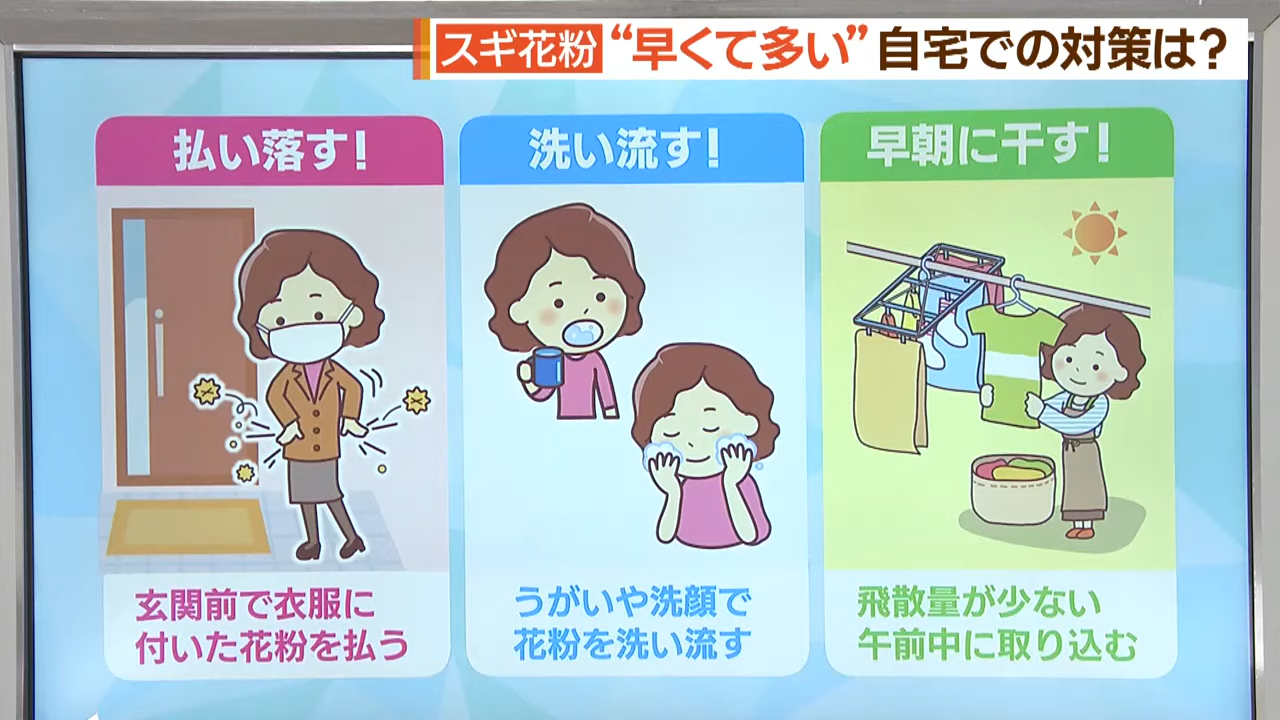 スギ花粉 “早くて多い” 自宅での対策は?
払い落す!
玄関前で衣服に
付いた花粉を払う
洗い流す!
うがいや洗顔で
花粉を洗い流す
早朝に干す!
飛散量が少ない
午前中に取り込む